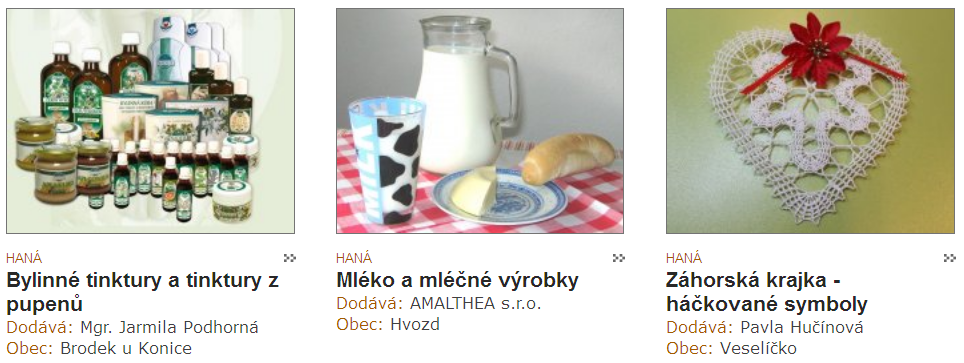 MILK
HANÁ
Bylinné tinktury a tinktury z
pupenů
Dodává: Mgr. Jarmila Podhorná
Obec: Brodek u Konice
HANÁ
Mléko a mléčné výrobky
Dodává: AMALTHEA s.r.o.
Obec: Hvozd
HANÁ
Záhorská krajka -
háčkované symboly
Dodává: Pavla Hučínová
Obec: Veselíčko